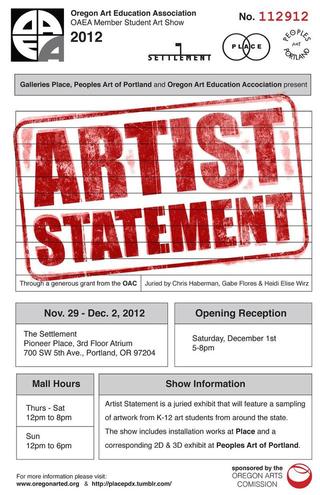 Oregon Art Education Association
OAEA Member Student Art Show
2012
No. 112912
OAEA
SETTLEMENT
PLACE
PEOPLES
ART
OF
PORTLAND
Galleries Place, Peoples Art of Portland and Oregon Art Education Association present
ARTIST
STATEMENT
Through a generous grant from the OAC
Juried by Chris Haberman, Gabe Flores & Heidi Elise Wirz
Nov. 29 - Dec. 2, 2012
The Settlement
Pioneer Place, 3rd Floor Atrium
700 SW 5th Ave., Portland, OR 97204
Opening Reception
Saturday, December 1st
5-8pm
Mall Hours
Thurs - Sat
12pm to 8pm
Sun
12pm to 6pm
Show Information
Artist Statement is a juried exhibit that will feature a sampling
of artwork from K-12 art students from around the state.
The show includes installation works at Place and a
corresponding 2D & 3D exhibit at Peoples Art of Portland.
For more information please visit:
www.oregonarted.org & http://placepdx.tumblr.com/
sponsored by the
OREGON ARTS
COMISSION